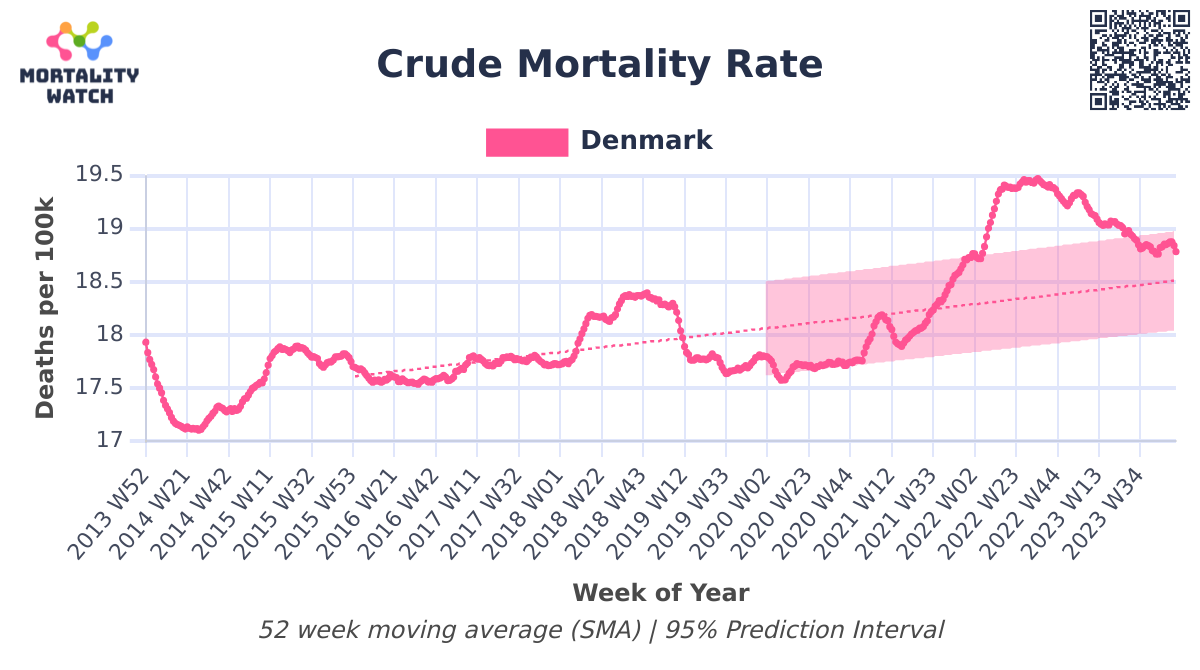 MORTALITY
WATCH
Crude Mortality Rate
Denmark
Deaths per 100k
19.5
19
18.5
18
17.5
17
2013 W52
2014 W21
2014 W42
2015 W11
2015 W32
2015 W53
2016 W21
2016 W42
2017 W11
2017 W32
2018 W01
2018 W22
2018 W43
2019 W12
2019 W33
2020 W02
2020 W23
2020 W44
2021 W12
2021 W33
2022 W02
2022 W23
2022 W44
2023 W13
2023 W34
Week of Year
52 week moving average (SMA) | 95% Prediction Interval